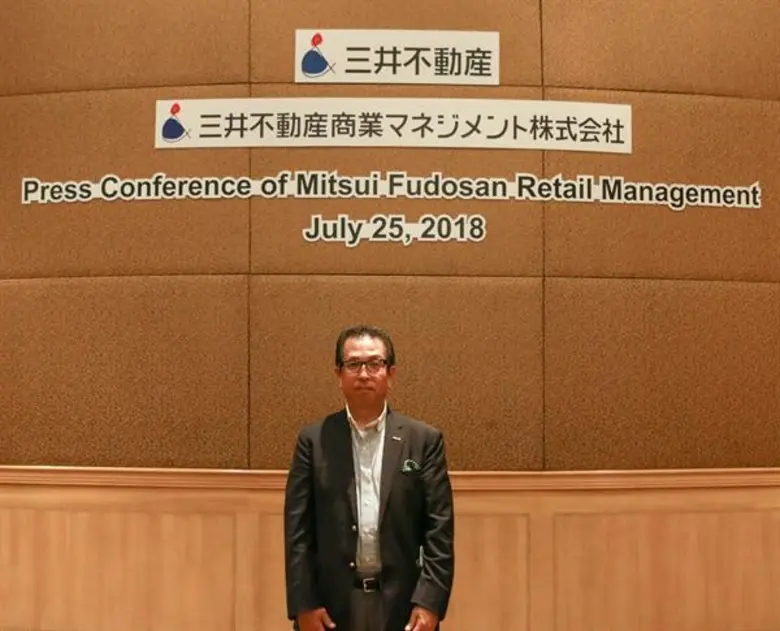 三井不動産
三井不動産商業マネジメント株式会社
Press Conference of Mitsui Fudosan Retail Management
July 25, 2018